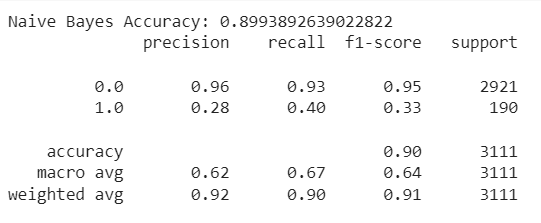 Naive Bayes Accuracy: 0.8993892639022822
precision recall f1-score support
0.0 0.96 0.93 0.95 2921
1.0 0.28 0.40 0.33 190
accuracy 0.90 3111
macro avg 0.62 0.67 0.64 3111
weighted avg 0.92 0.90 0.91 3111